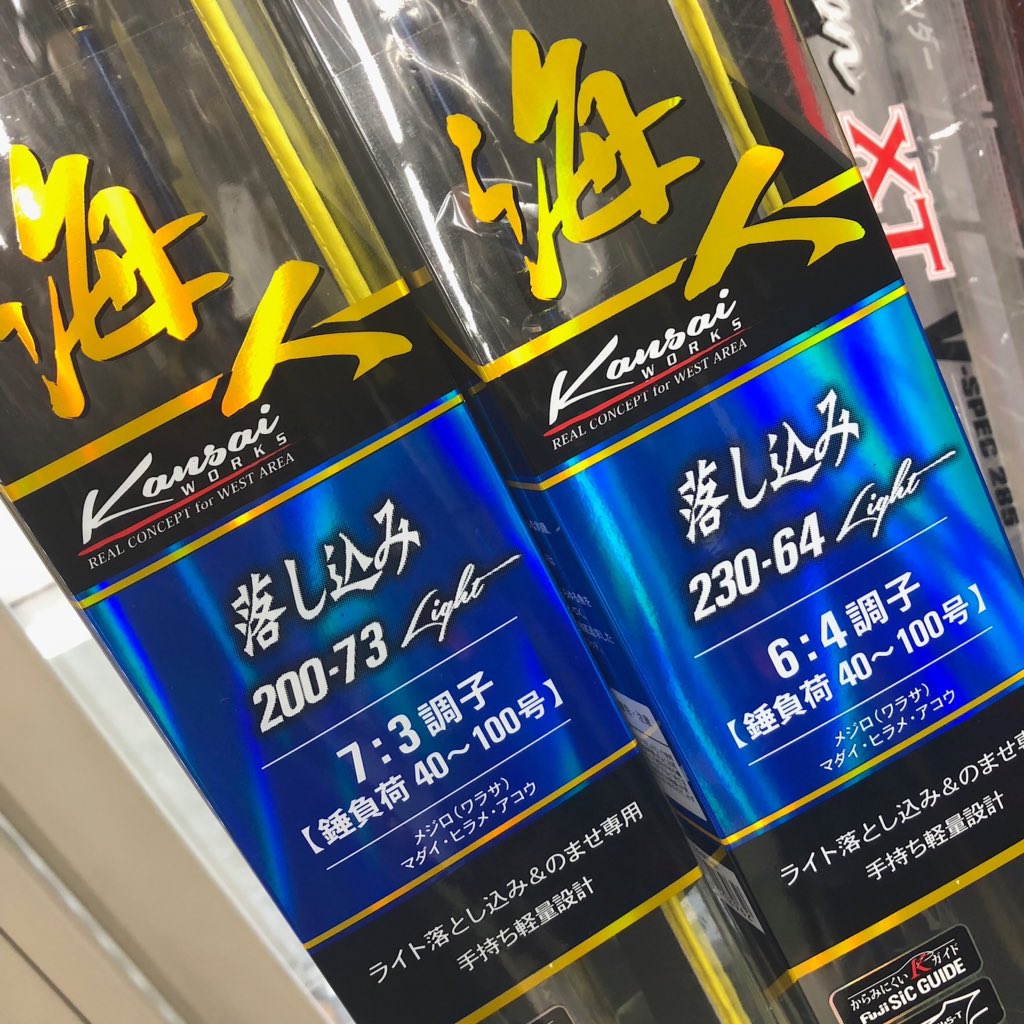 海人
Kansai
WORKS
REAL CONCEPT for WEST AREA
落し込み
200-73 Light
7:3調子
【錘負荷 40〜100号】
メジロ(ワラサ)
マダイ・ヒラメ・アコウ
ライト落とし込み&のませ専用
手持ち軽量設計
海人
Kansai
WORKS
REAL CONCEPT for WEST AREA
落し込み
230-64 Light
6:4調子
【錘負荷 40〜100号】
メジロ(ワラサ)
マダイ・ヒラメ・アコウ
ライト落とし込み&のませ専
手持ち軽量設計
からみにくいKガイド
Fuji SiC GUIDE
XT
V-SPEC 285